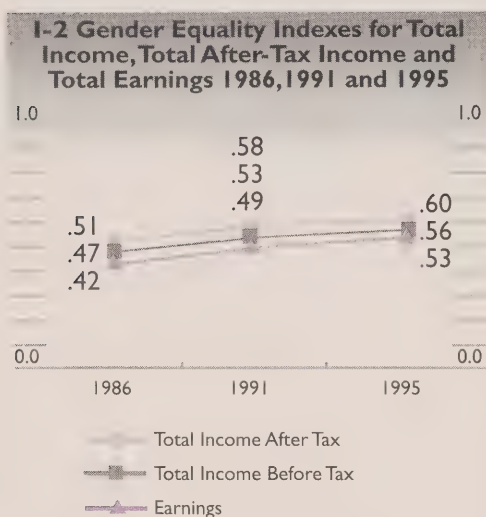 I-2 Gender Equality Indexes for Total
Income, Total After-Tax Income and
Total Earnings 1986, 1991 and 1995
1.0 1.0
.58
.53
.49
.51 .60
.47 .56
.42 .53
0.0 0.0
1986 1991 1995
Total Income After Tax
Total Income Before Tax
Earnings